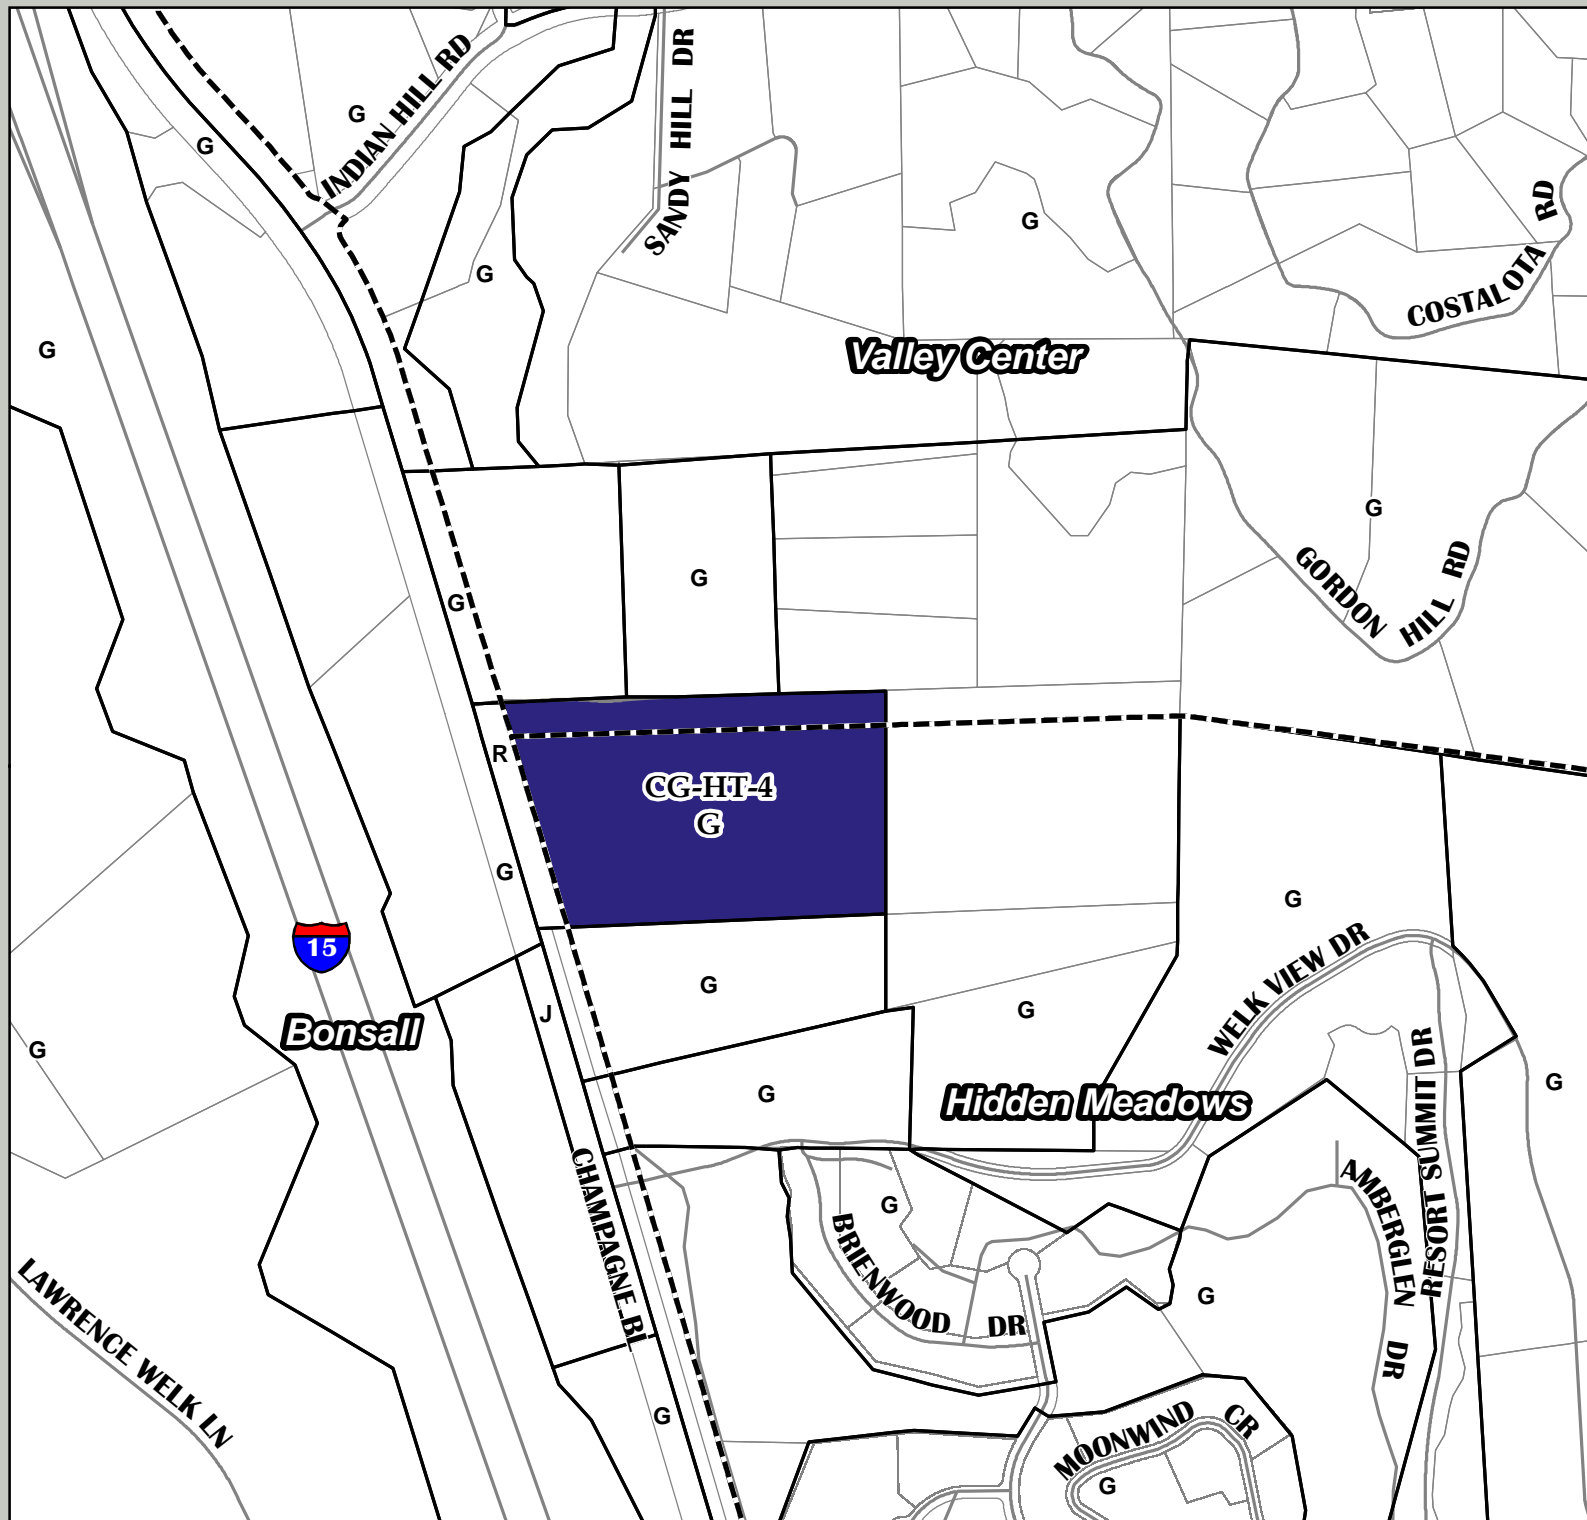 SANDY HILL DR
INDIAN HILL RD
G
G
COSTALOTA RD
G
G
G
Valley Center
G
GORDON HILL RD
G
G
R
CG-HT-4
G
G
G
WELK VIEW DR
15
G
G
J
Bonsall
G
RESORT SUMMIT DR
G
G
Hidden Meadows
AMBERGLEN DR
CHAMPAGNE BL
G
BRIENWOOD DR
G
LAWRENCE WELK LN
MOONWIND CR
G
G